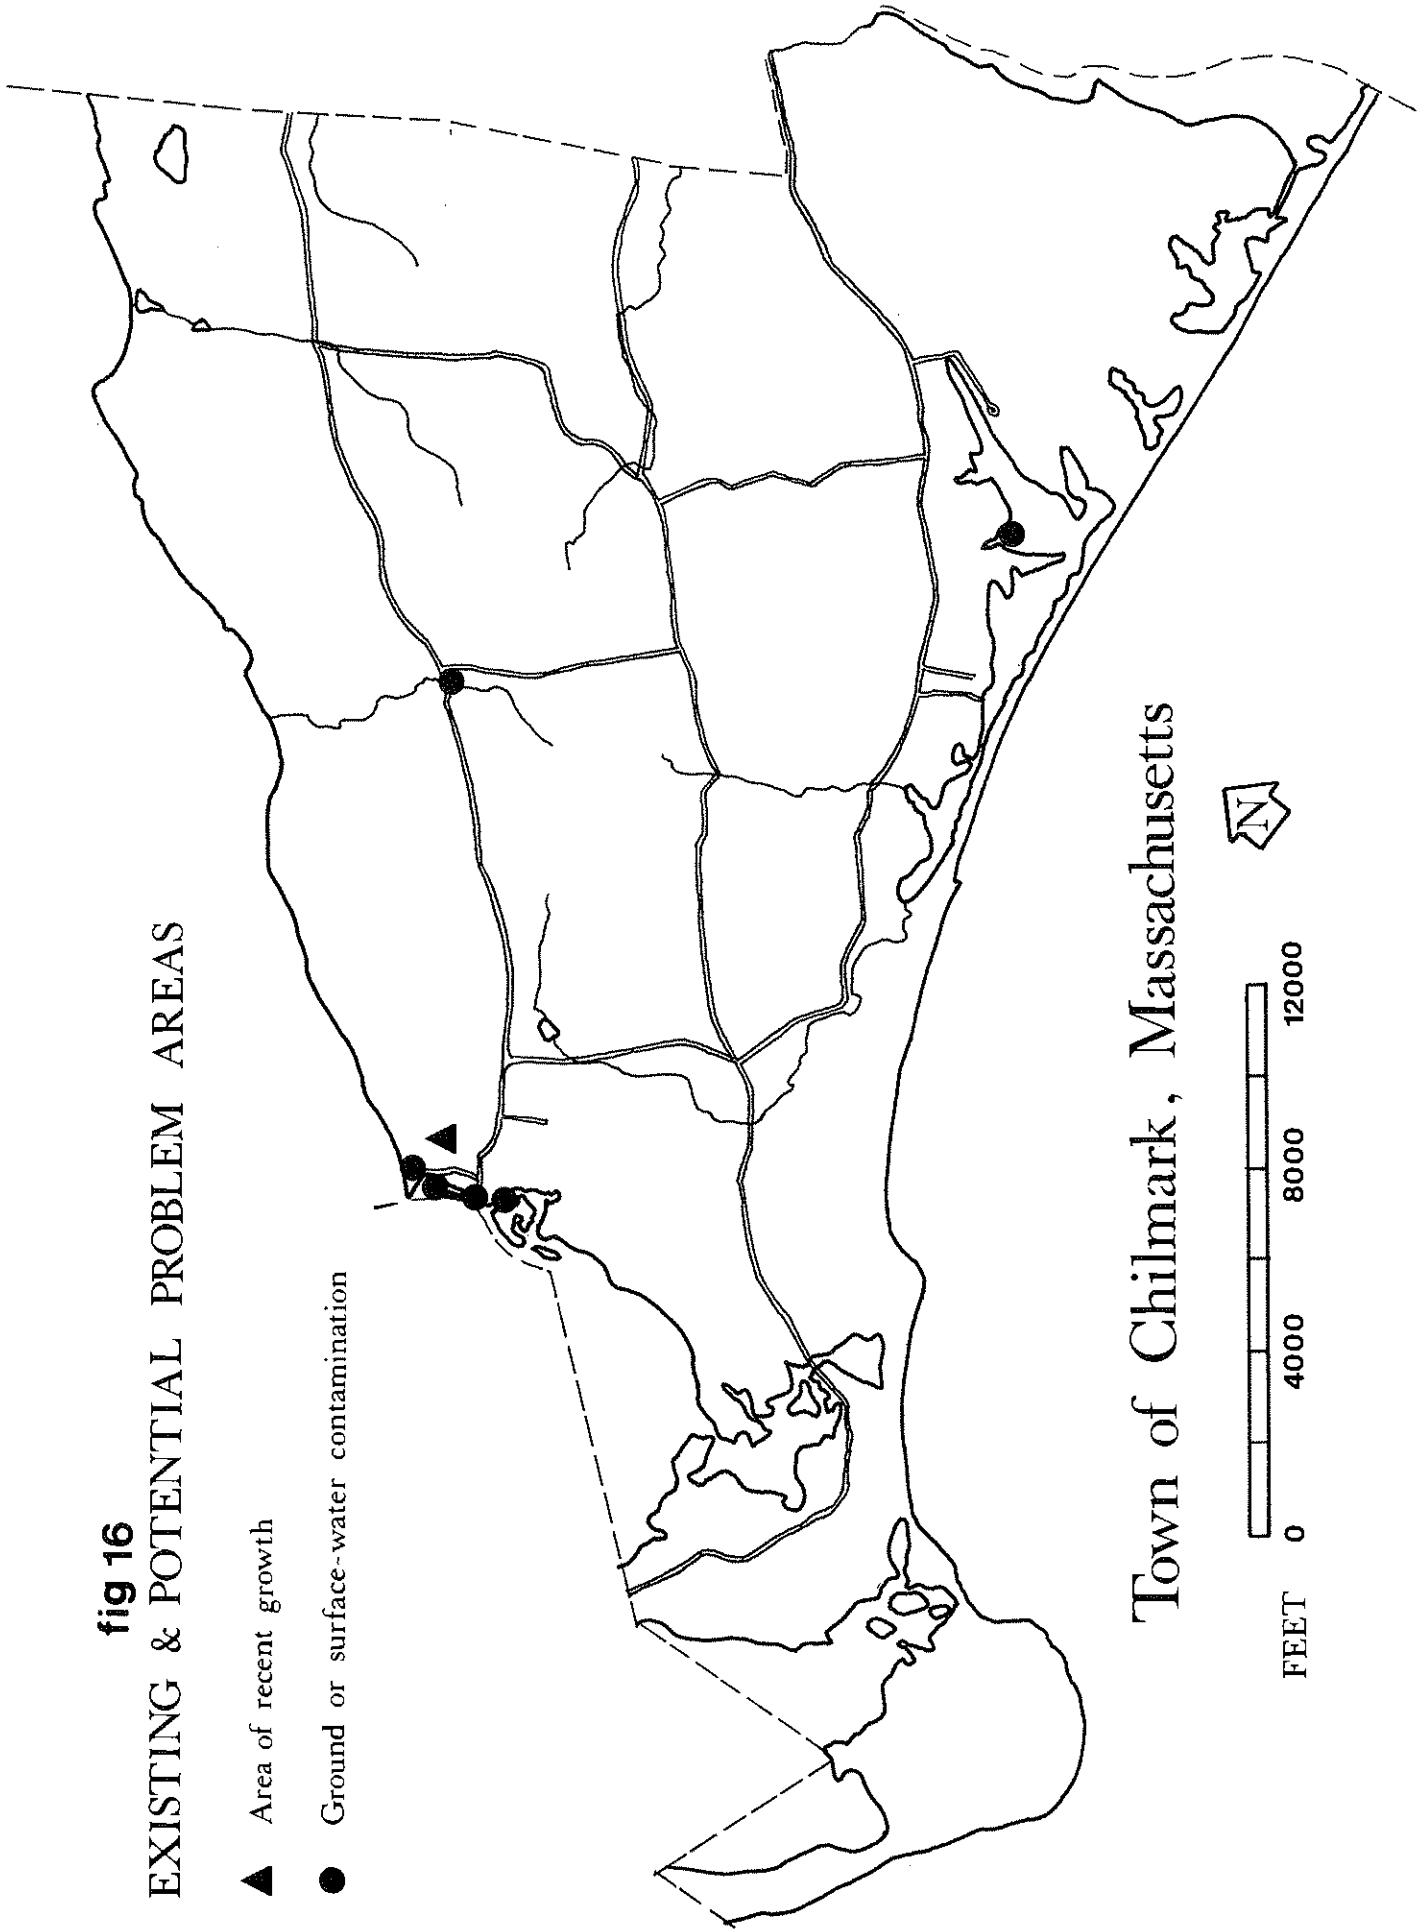 fig 16
EXISTING & POTENTIAL PROBLEM AREAS
Area of recent growth
Ground or surface-water contamination
Town of Chilmark, Massachusetts
N
0 4000 8000 12000
FEET